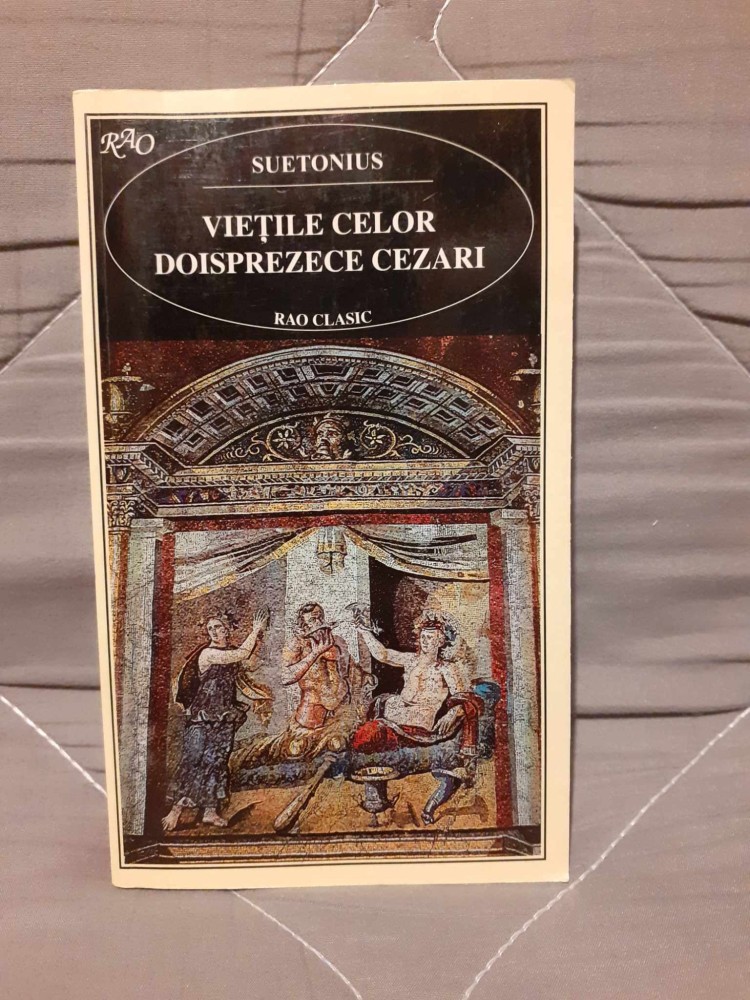 RAO
SUETONIUS
VIEȚILE CELOR
DOISPREZECE CEZARI
RAO CLASIC